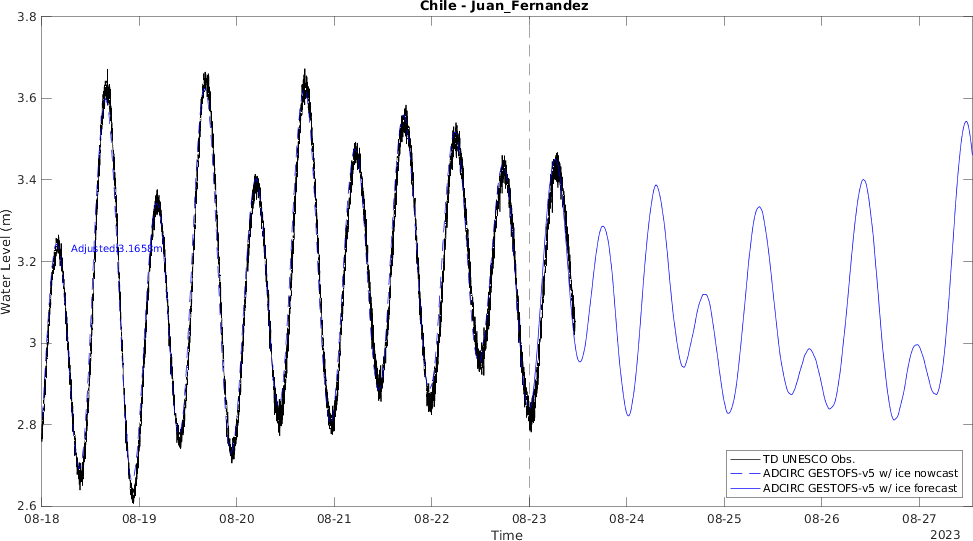 Chile - Juan_Fernandez
3.8
3.6
3.4
3.2
3
2.8
2.6
Water Level (m)
Adjusted:3.1658m
08-18
08-19
08-20
08-21
08-22
08-23
08-24
08-25
08-26
08-27
Time
2023
TD UNESCO Obs.
ADCIRC GESTOFS-v5 w/ ice nowcast
ADCIRC GESTOFS-v5 w/ ice forecast